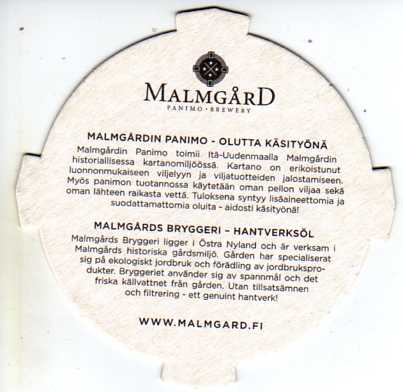 MALMGÅRD
PANIMO • BREWERY
MALMGÅRDIN PANIMO - OLUTTA KÄSITYÖNÄ
Malmgårdin Panimo toimii Itä-Uudenmaalla Malmgårdin
historiallisessa kartanomiljöössä. Kartano on erikoistunut
luonnonmukaiseen viljelyyn ja viljatuotteiden jalostamiseen.
Myös panimon tuotannossa käytetään oman pellon viljaa sekä
oman lähteen raikasta vettä. Tuloksena syntyy lisäaineettomia ja
suodattamattomia oluita - aidosti käsityönä!
MALMGÅRDS BRYGGERI – HANTVERKSÖL
Malmgårds Bryggeri ligger i Östra Nyland och är verksam i
Malmgårds historiska gårdsmiljö. Gården har specialiserat
sig på ekologiskt jordbruk och förädling av jordbrukspro-
dukter. Bryggeriet använder sig av spannmål och det
friska källvattnet från gården. Utan tillsatsämnen
och filtrering - ett genuint hantverk!
WWW.MALMGARD.FI